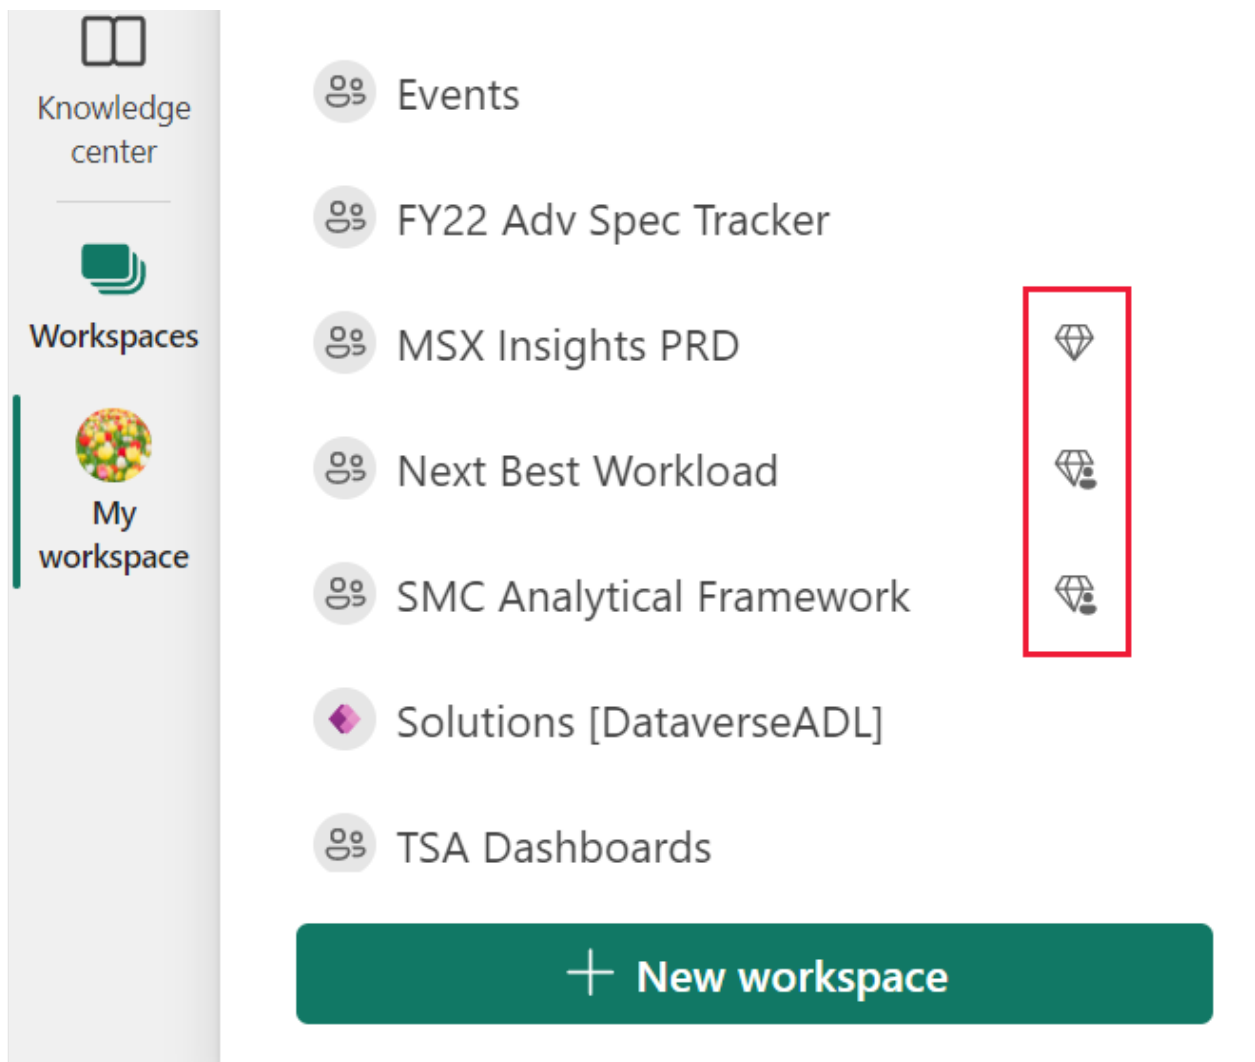 Knowledge
center
Workspaces
My
workspace
Events
FY22 Adv Spec Tracker
MSX Insights PRD
Next Best Workload
SMC Analytical Framework
Solutions [DataverseADL]
TSA Dashboards
New workspace